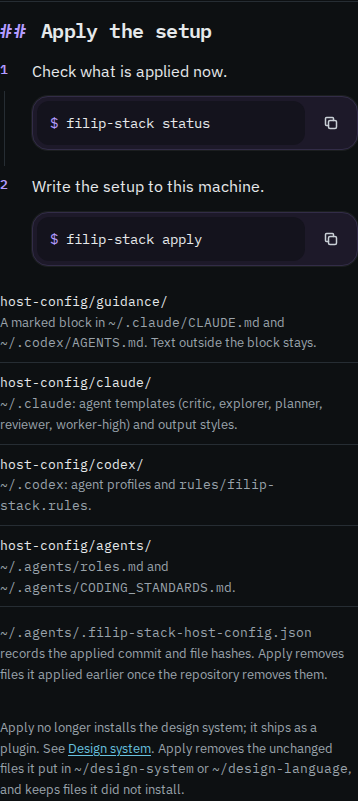 ## Apply the setup
1 Check what is applied now.
$ filip-stack status
2 Write the setup to this machine.
$ filip-stack apply
host-config/guidance/
A marked block in ~/.claude/CLAUDE.md and
~/.codex/AGENTS.md. Text outside the block stays.
host-config/claude/
~/.claude: agent templates (critic, explorer, planner,
reviewer, worker-high) and output styles.
host-config/codex/
~/.codex: agent profiles and rules/filip-
stack.rules.
host-config/agents/
~/.agents/roles.md and
~/.agents/CODING_STANDARDS.md.
~/.agents/.filip-stack-host-config.json
records the applied commit and file hashes. Apply removes
files it applied earlier once the repository removes them.
Apply no longer installs the design system; it ships as a
plugin. See Design system. Apply removes the unchanged
files it put in ~/design-system or ~/design-language,
and keeps files it did not install.